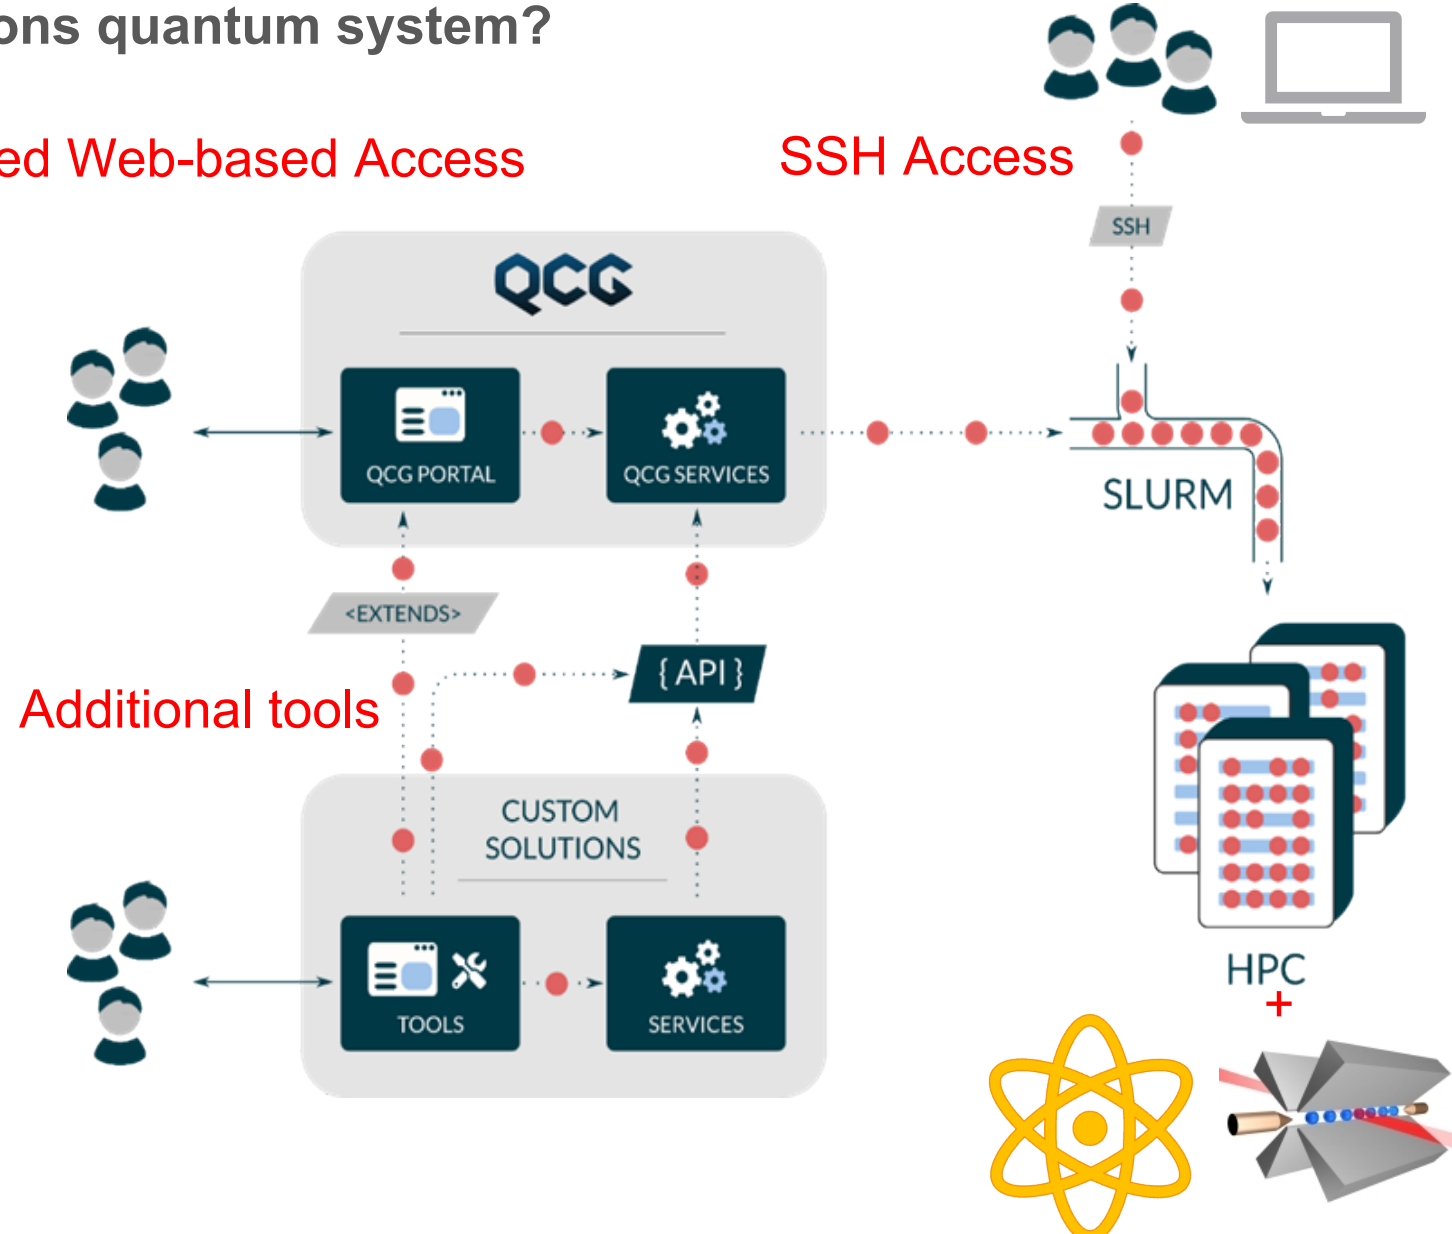 ons quantum system?
ed Web-based Access
SSH Access
SSH
QCG
QCG PORTAL
QCG SERVICES
SLURM
<EXTENDS>
{ API }
Additional tools
CUSTOM
SOLUTIONS
TOOLS
SERVICES
HPC
+